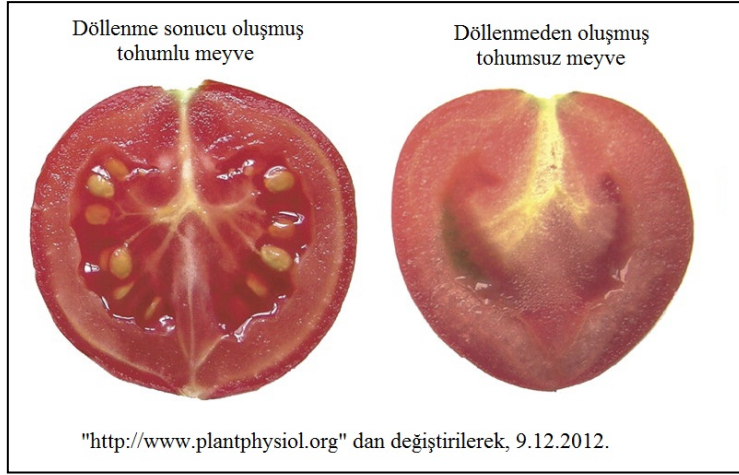 Döllenme sonucu oluşmuş
tohumlu meyve
Döllenmeden oluşmuş
tohumsuz meyve
"http://www.plantphysiol.org" dan değiştirilerek, 9.12.2012.